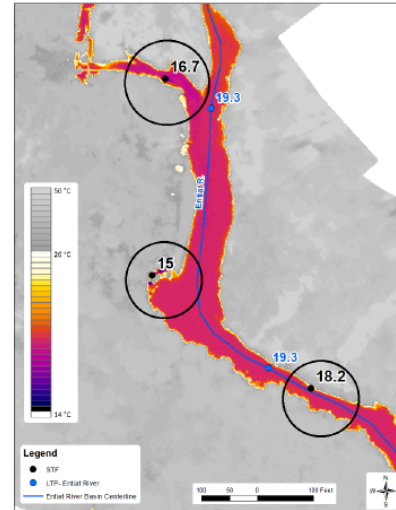 16.7
19.3
Entiat R.
50 °C
26 °C
15
19.3
18.2
14 °C
Legend
STF
LTP- Entiat River
Entiat River Basin Centerline
100 50 0 100 Feet